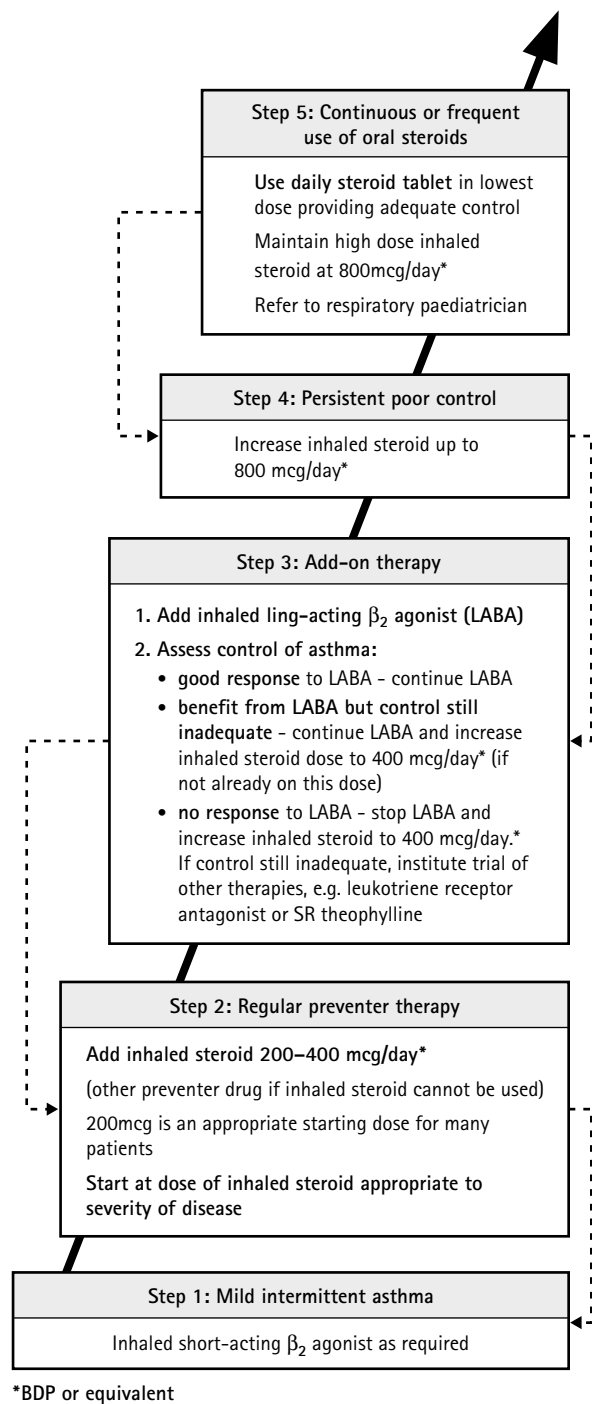 Step 5: Continuous or frequent
use of oral steroids
Use daily steroid tablet in lowest
dose providing adequate control
Maintain high dose inhaled
steroid at 800mcg/day*
Refer to respiratory paediatrician
Step 4: Persistent poor control
Increase inhaled steroid up to
800 mcg/day*
Step 3: Add-on therapy
1. Add inhaled ling-acting β₂ agonist (LABA)
2. Assess control of asthma:
• good response to LABA - continue LABA
• benefit from LABA but control still
inadequate - continue LABA and increase
inhaled steroid dose to 400 mcg/day* (if
not already on this dose)
• no response to LABA - stop LABA and
increase inhaled steroid to 400 mcg/day.*
If control still inadequate, institute trial of
other therapies, e.g. leukotriene receptor
antagonist or SR theophylline
Step 2: Regular preventer therapy
Add inhaled steroid 200–400 mcg/day*
(other preventer drug if inhaled steroid cannot be used)
200mcg is an appropriate starting dose for many
patients
Start at dose of inhaled steroid appropriate to
severity of disease
Step 1: Mild intermittent asthma
Inhaled short-acting β₂ agonist as required
*BDP or equivalent